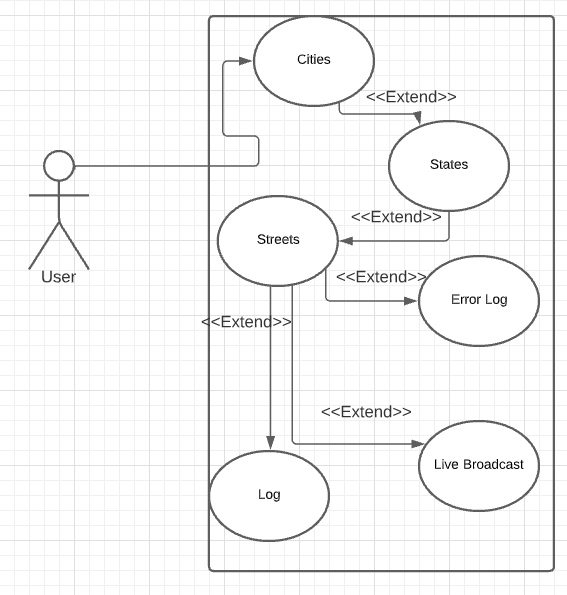 Cities
<<Extend>>
States
<<Extend>>
Streets
User
<<Extend>>
Error Log
<<Extend>>
<<Extend>>
Live Broadcast
Log